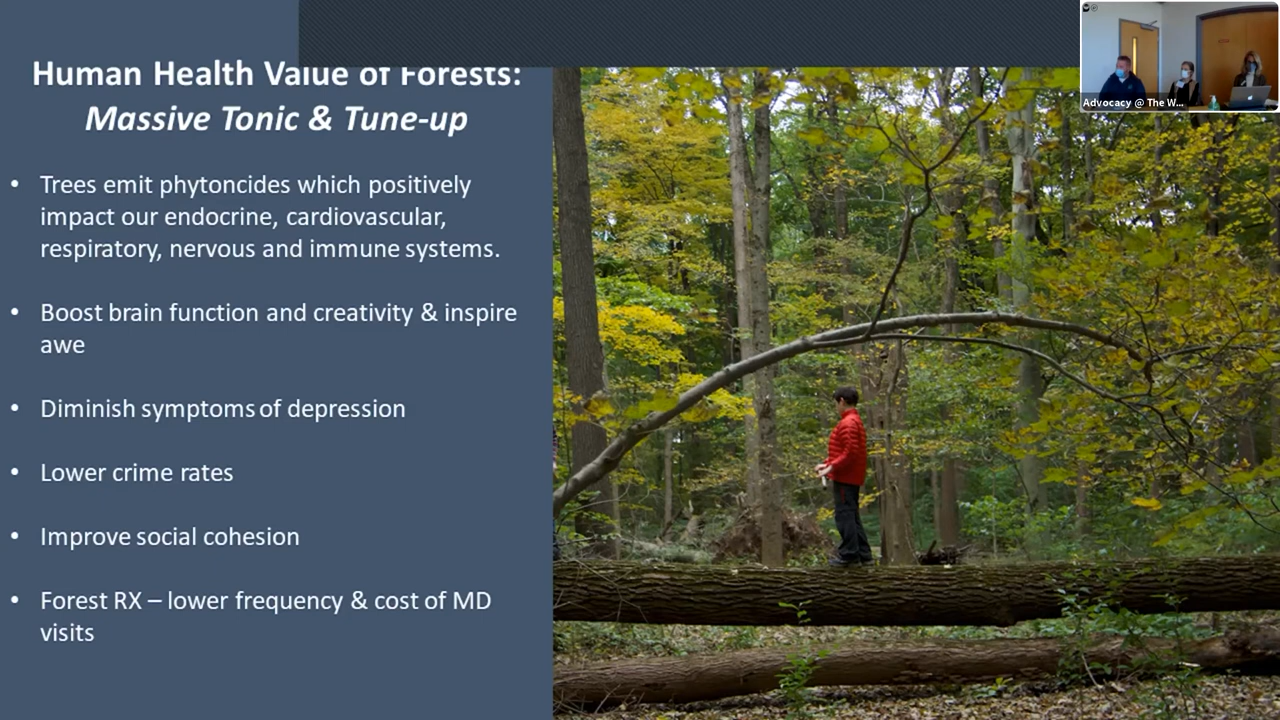 Human Health Value of Forests:
Massive Tonic & Tune-up
• Trees emit phytoncides which positively
impact our endocrine, cardiovascular,
respiratory, nervous and immune systems.
• Boost brain function and creativity & inspire
awe
• Diminish symptoms of depression
• Lower crime rates
• Improve social cohesion
• Forest RX – lower frequency & cost of MD
visits
Advocacy @ The W...